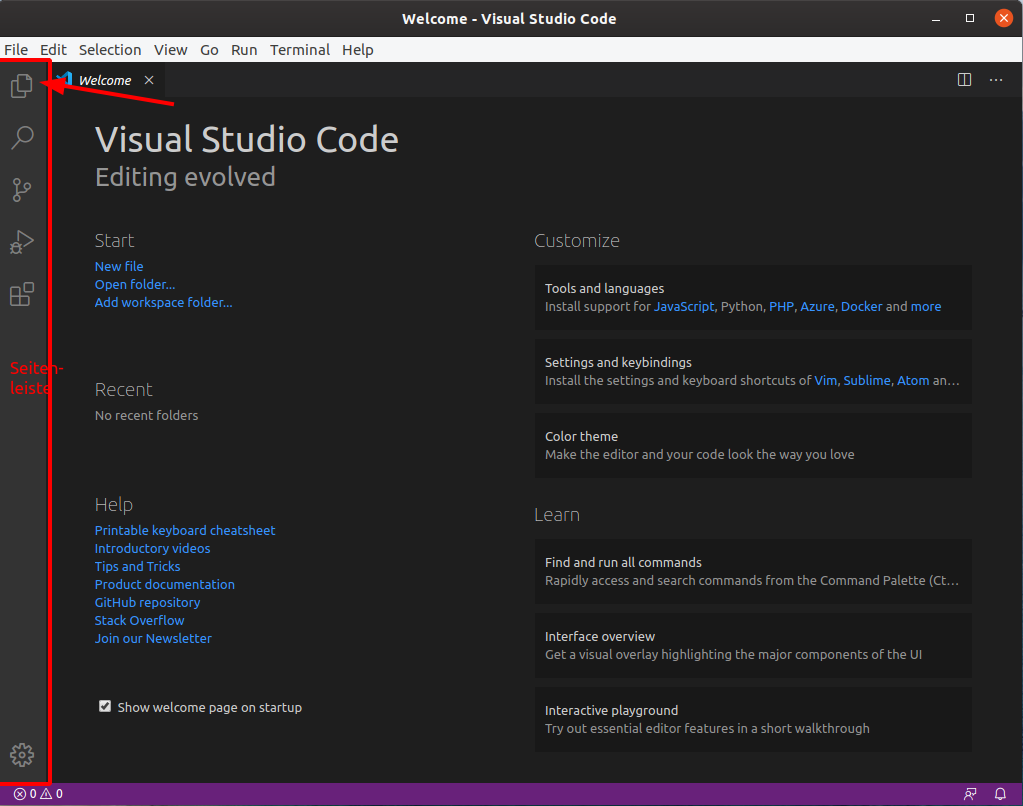 Welcome - Visual Studio Code
File Edit Selection View Go Run Terminal Help
Welcome
Visual Studio Code
Editing evolved
Start
New file
Open folder...
Add workspace folder...
Seiten-
leiste
Recent
No recent folders
Help
Printable keyboard cheatsheet
Introductory videos
Tips and Tricks
Product documentation
GitHub repository
Stack Overflow
Join our Newsletter
Show welcome page on startup
Customize
Tools and languages
Install support for JavaScript, Python, PHP, Azure, Docker and more
Settings and keybindings
Install the settings and keyboard shortcuts of Vim, Sublime, Atom an...
Color theme
Make the editor and your code look the way you love
Learn
Find and run all commands
Rapidly access and search commands from the Command Palette (Ct...
Interface overview
Get a visual overlay highlighting the major components of the UI
Interactive playground
Try out essential editor features in a short walkthrough
0 0